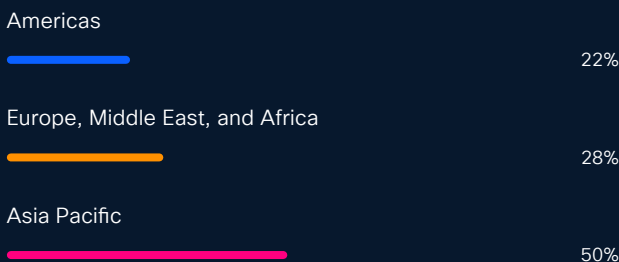 Americas
22%
Europe, Middle East, and Africa
28%
Asia Pacific
50%